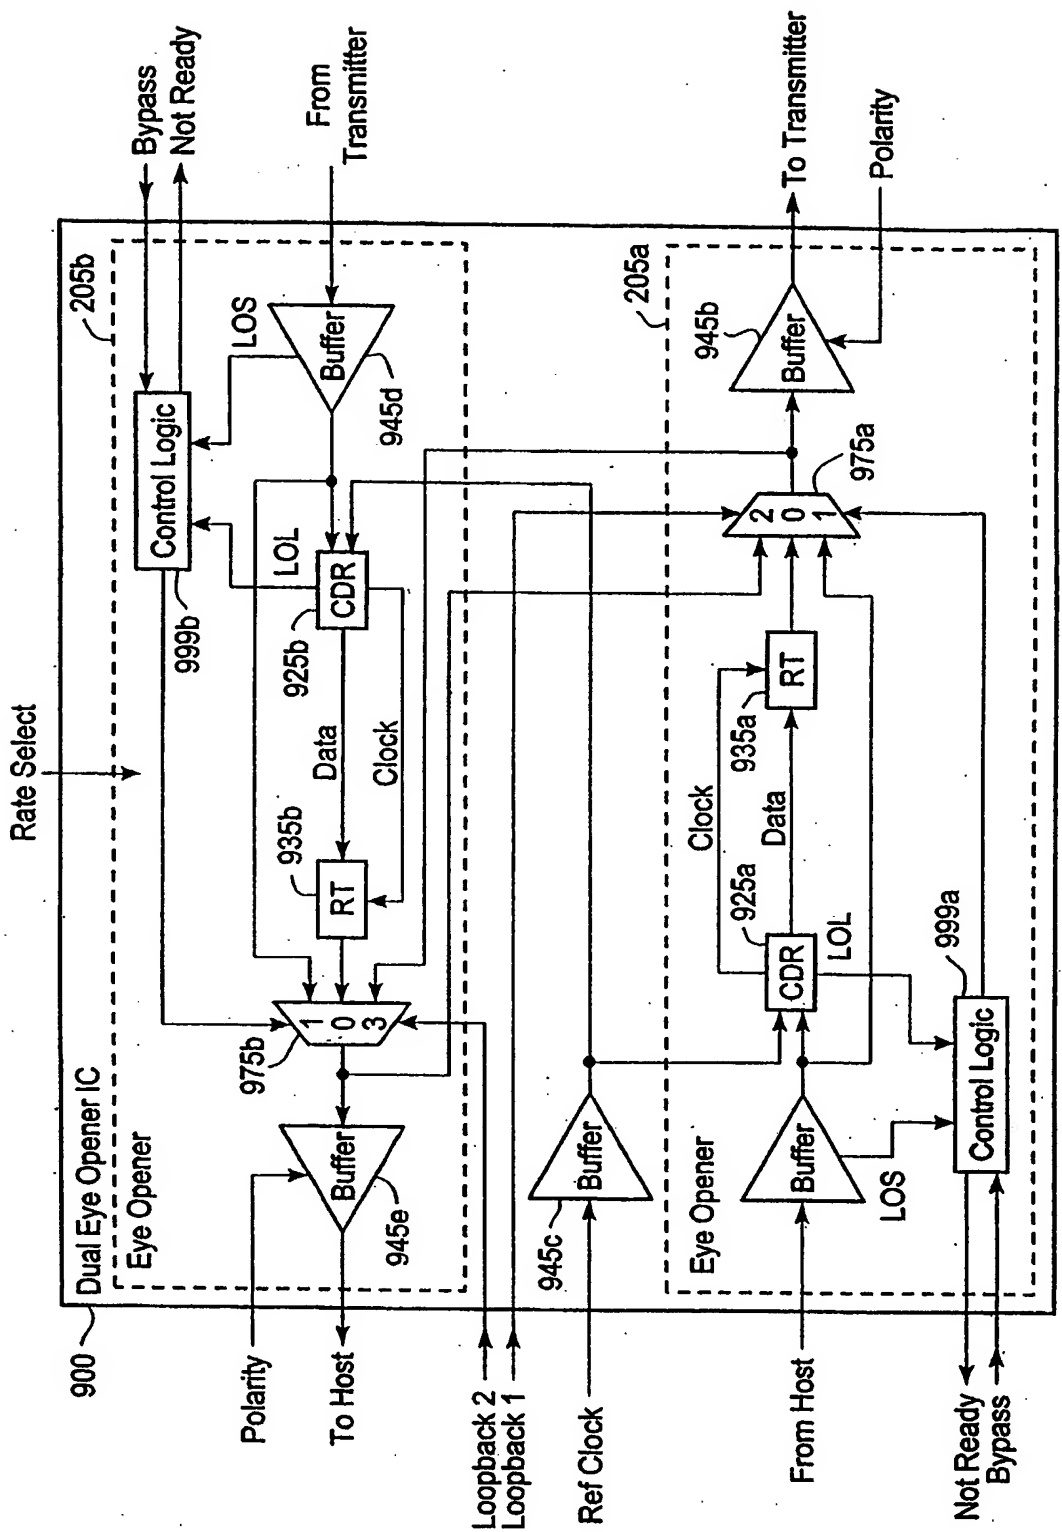 900
Dual Eye Opener IC
Rate Select
Eye Opener
205b
Bypass
Not Ready
Control Logic
999b
LOS
LOL
From
Transmitter
Buffer
945d
CDR
925b
Data
Clock
RT
935b
1
0
3
975b
Buffer
945e
Polarity
To Host
Loopback 2
Loopback 1
Ref Clock
Buffer
945c
Eye Opener
205a
From Host
Buffer
LOS
CDR
925a
LOL
Clock
Data
RT
935a
2
0
1
975a
Buffer
945b
To Transmitter
Polarity
Control Logic
999a
Not Ready
Bypass